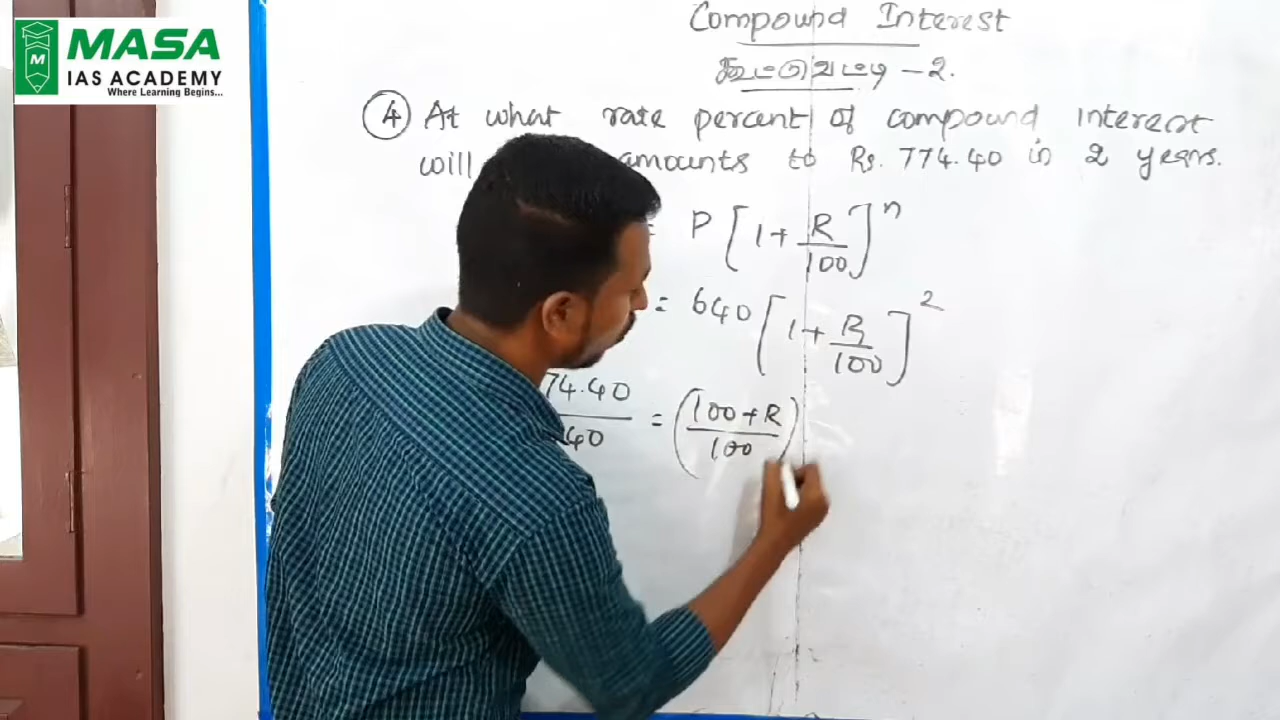 MASA
IAS ACADEMY
Where Learning Begins...
M
Compound Interest
கூட்டுவட்டி - 2.
4 At what rate percent of compound interest
will amounts to Rs. 774.40 in 2 years.
= P [1 + R/100]^n
= 640 [1 + R/100]^2
74.40/40 = (100 + R/100)